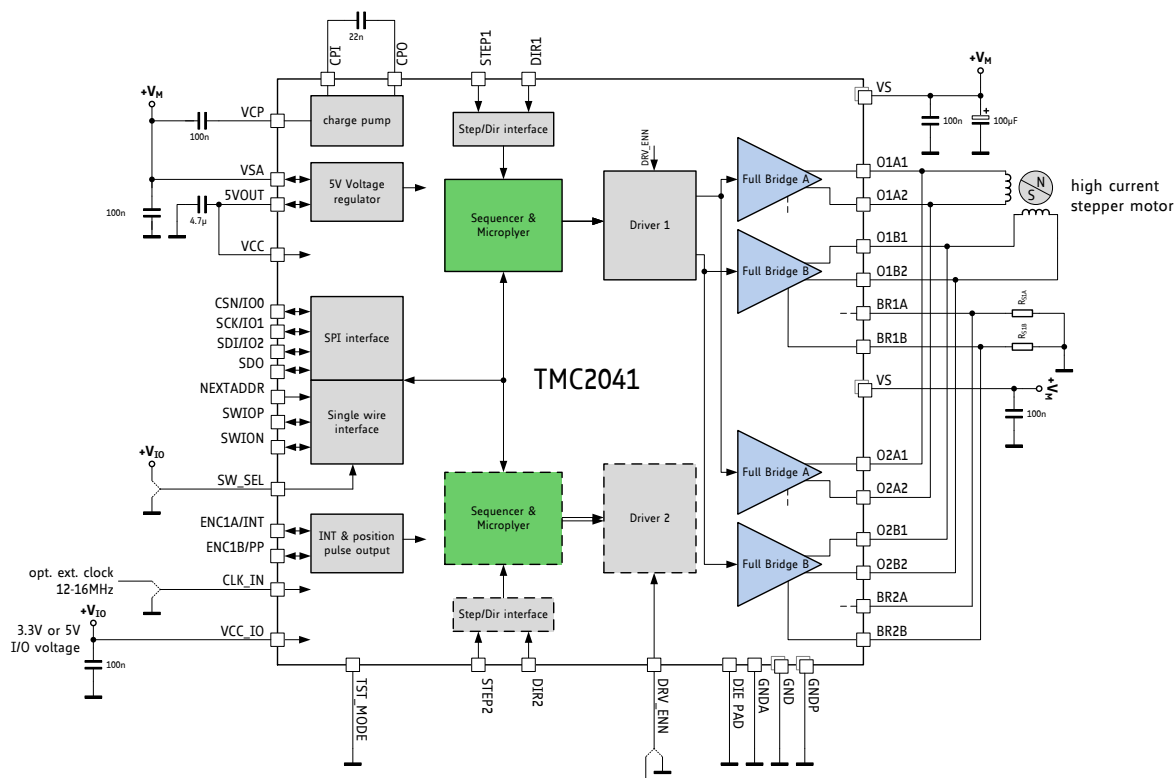 22n
CPI
CPO
STEP1
DIR1
+VM
VCP
100n
charge pump
Step/Dir interface
VSA
5VOUT
100n
4.7µ
5V Voltage
regulator
VCC
Sequencer &
Microplyer
DRV_ENN
Driver 1
Full Bridge A
Full Bridge B
+VM
VS
100n
+
100µF
O1A1
O1A2
N
S
high current
stepper motor
O1B1
O1B2
BR1A
RS1A
BR1B
RS1B
VS
+VM
100n
CSN/IO0
SCK/IO1
SDI/IO2
SDO
SPI interface
NEXTADDR
SWIOP
SWION
Single wire
interface
TMC2041
+VIO
SW_SEL
ENC1A/INT
ENC1B/PP
INT & position
pulse output
Sequencer &
Microplyer
Driver 2
Full Bridge A
Full Bridge B
O2A1
O2A2
O2B1
O2B2
BR2A
BR2B
opt. ext. clock
12-16MHz
CLK_IN
+VIO
3.3V or 5V
I/O voltage
VCC_IO
100n
Step/Dir interface
TST_MODE
STEP2
DIR2
DRV_ENN
DIE PAD
GNDA
GND
GNDP